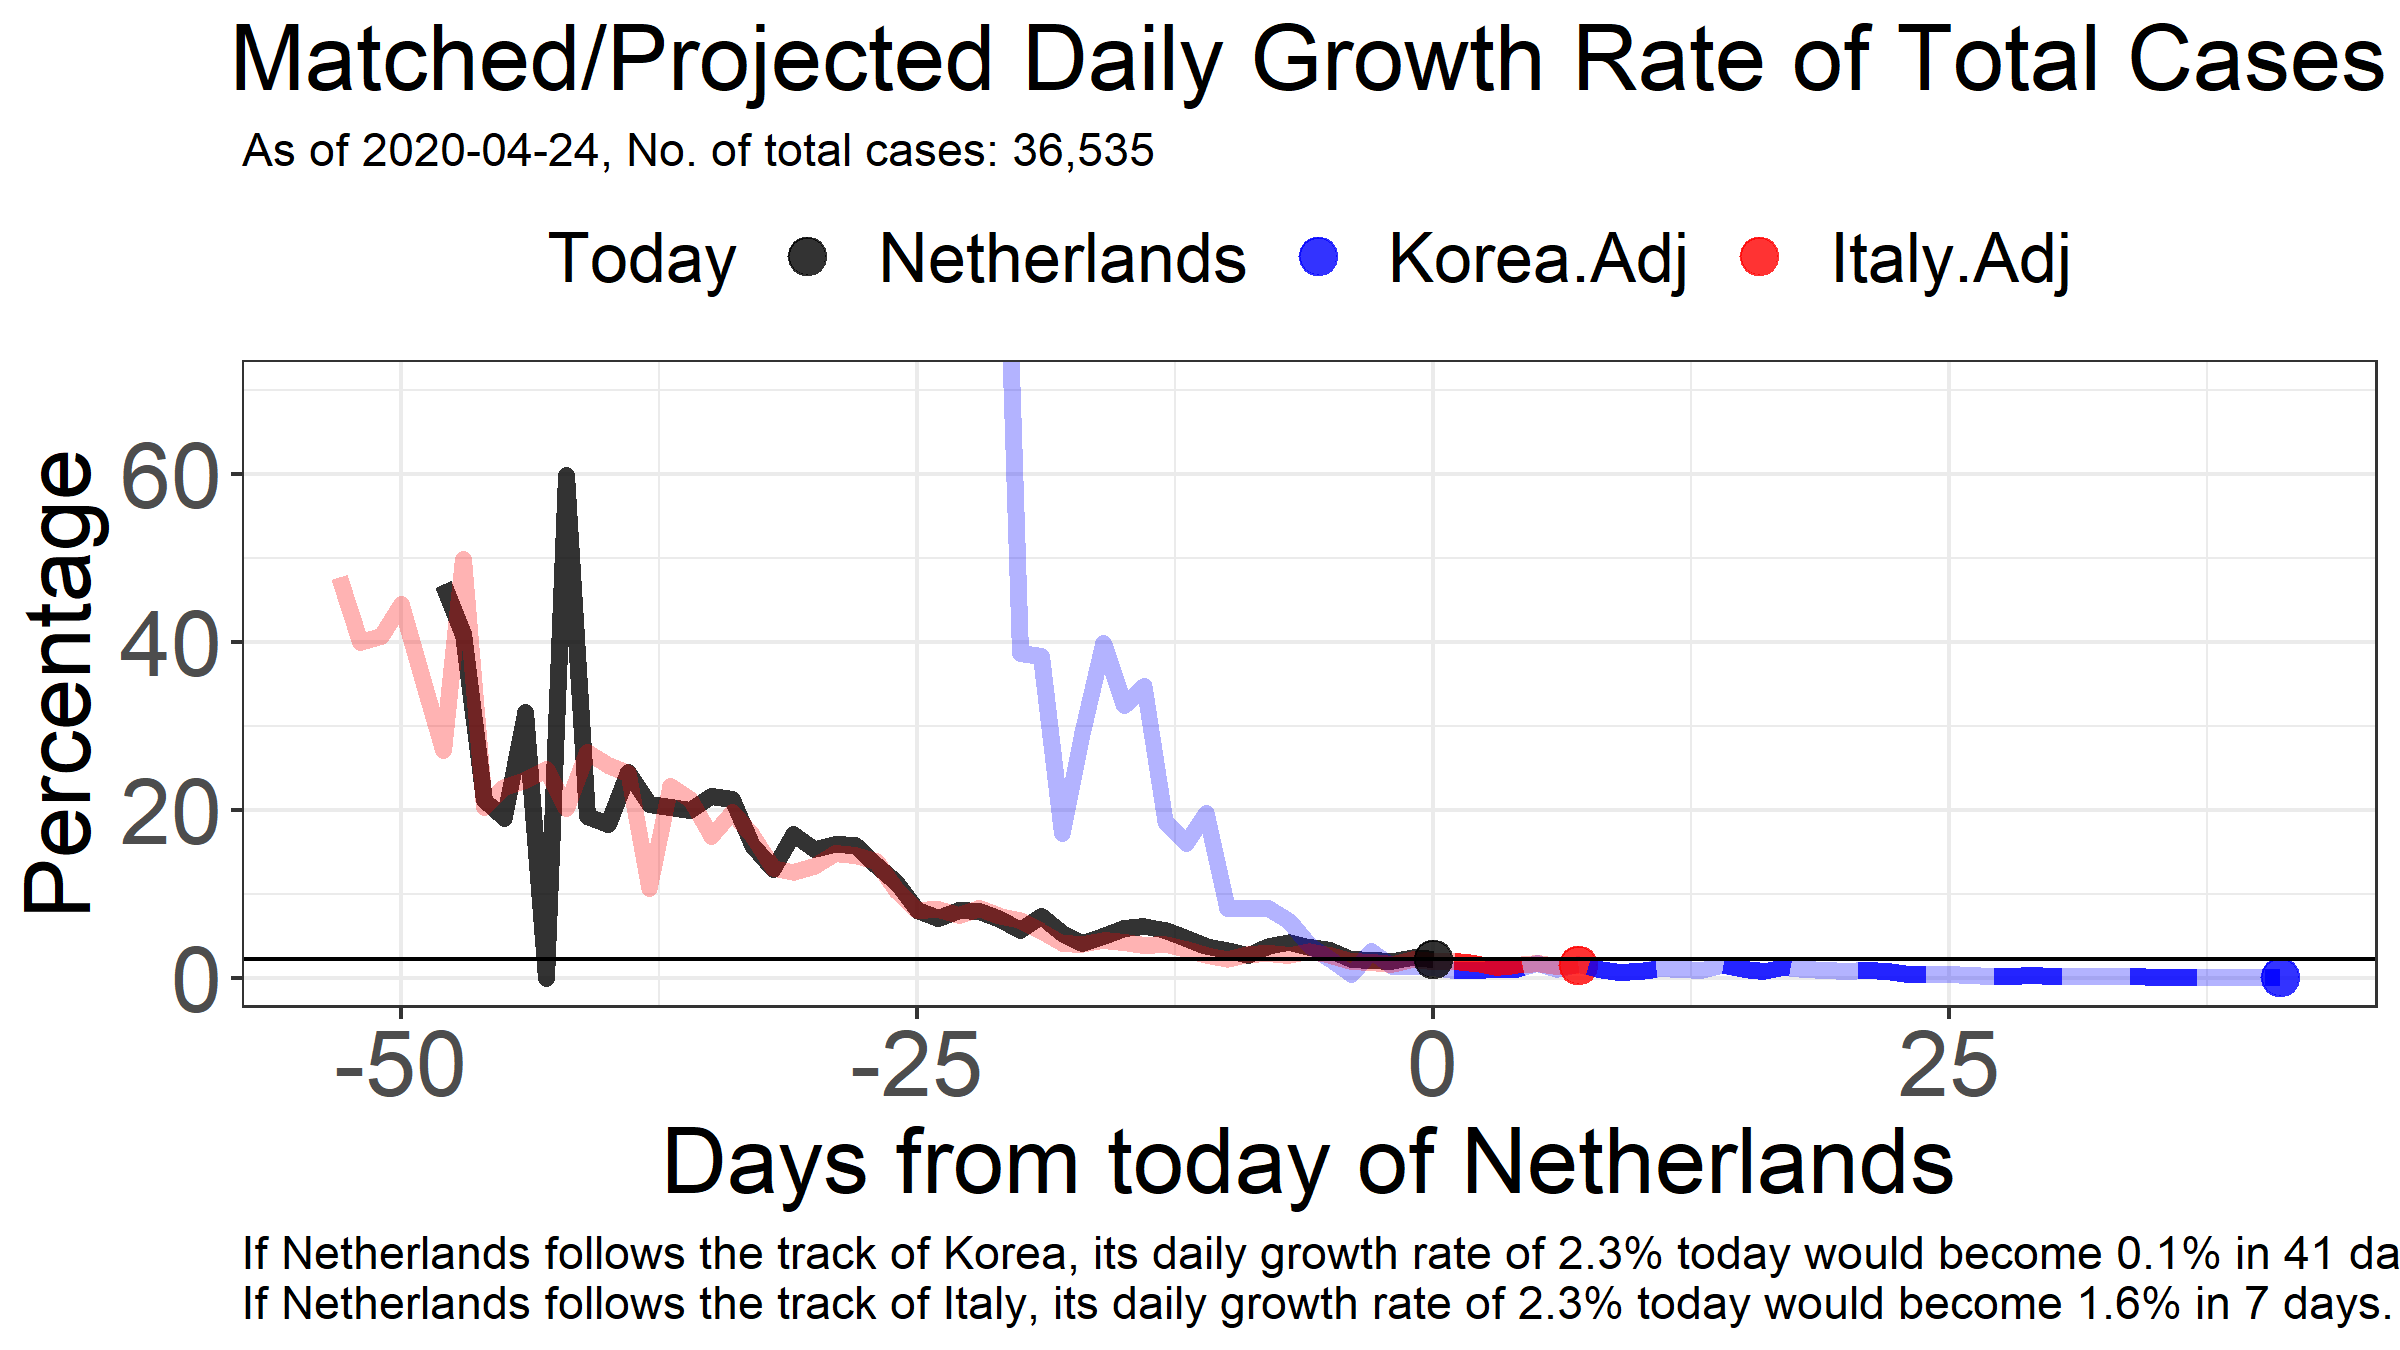 Matched/Projected Daily Growth Rate of Total Cases
As of 2020-04-24, No. of total cases: 36,535
Today Netherlands Korea.Adj Italy.Adj
Percentage
60
40
20
0
-50 -25 0 25
Days from today of Netherlands
If Netherlands follows the track of Korea, its daily growth rate of 2.3% today would become 0.1% in 41 da
If Netherlands follows the track of Italy, its daily growth rate of 2.3% today would become 1.6% in 7 days.